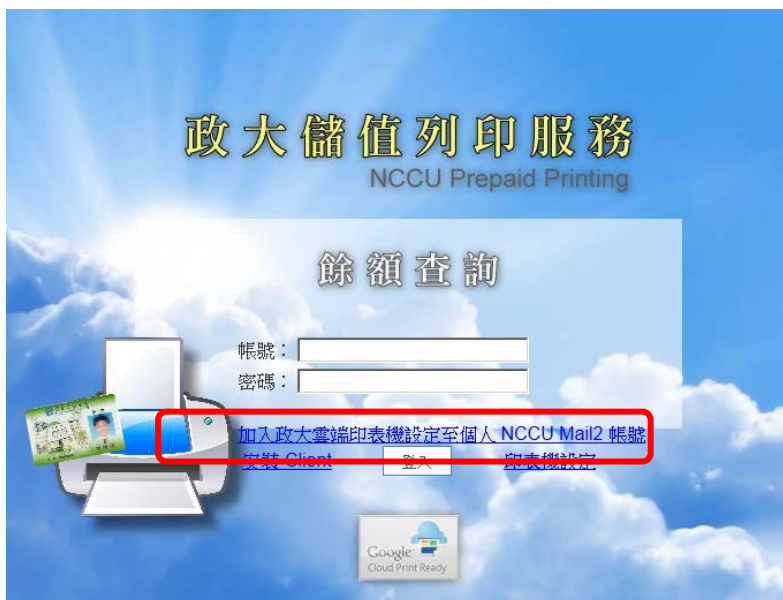 政大儲值列印服務
NCCU Prepaid Printing
餘額查詢
帳號：
密碼：
加入政大雲端印表機設定至個人 NCCU Mail2 帳號
安裝 Client 登入 印表機設定
Google
Cloud Print Ready